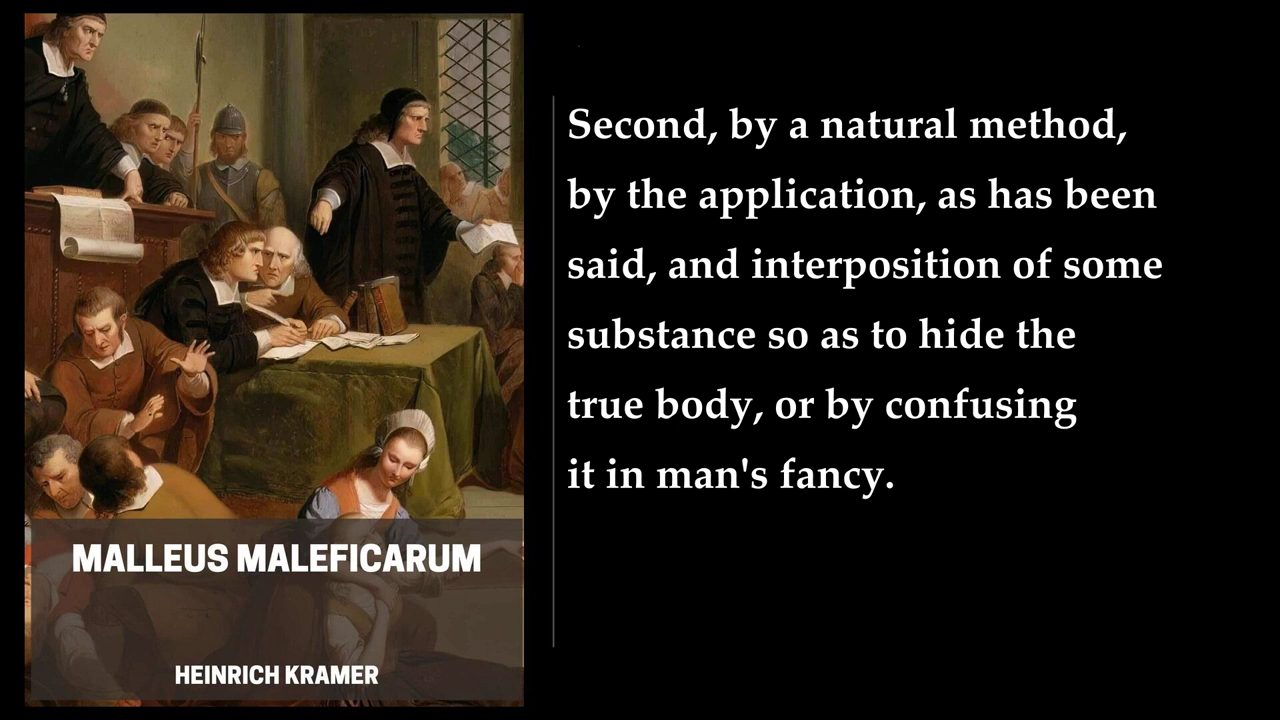 Second, by a natural method,
by the application, as has been
said, and interposition of some
substance so as to hide the
true body, or by confusing
it in man's fancy.
MALLEUS MALEFICARUM
HEINRICH KRAMER